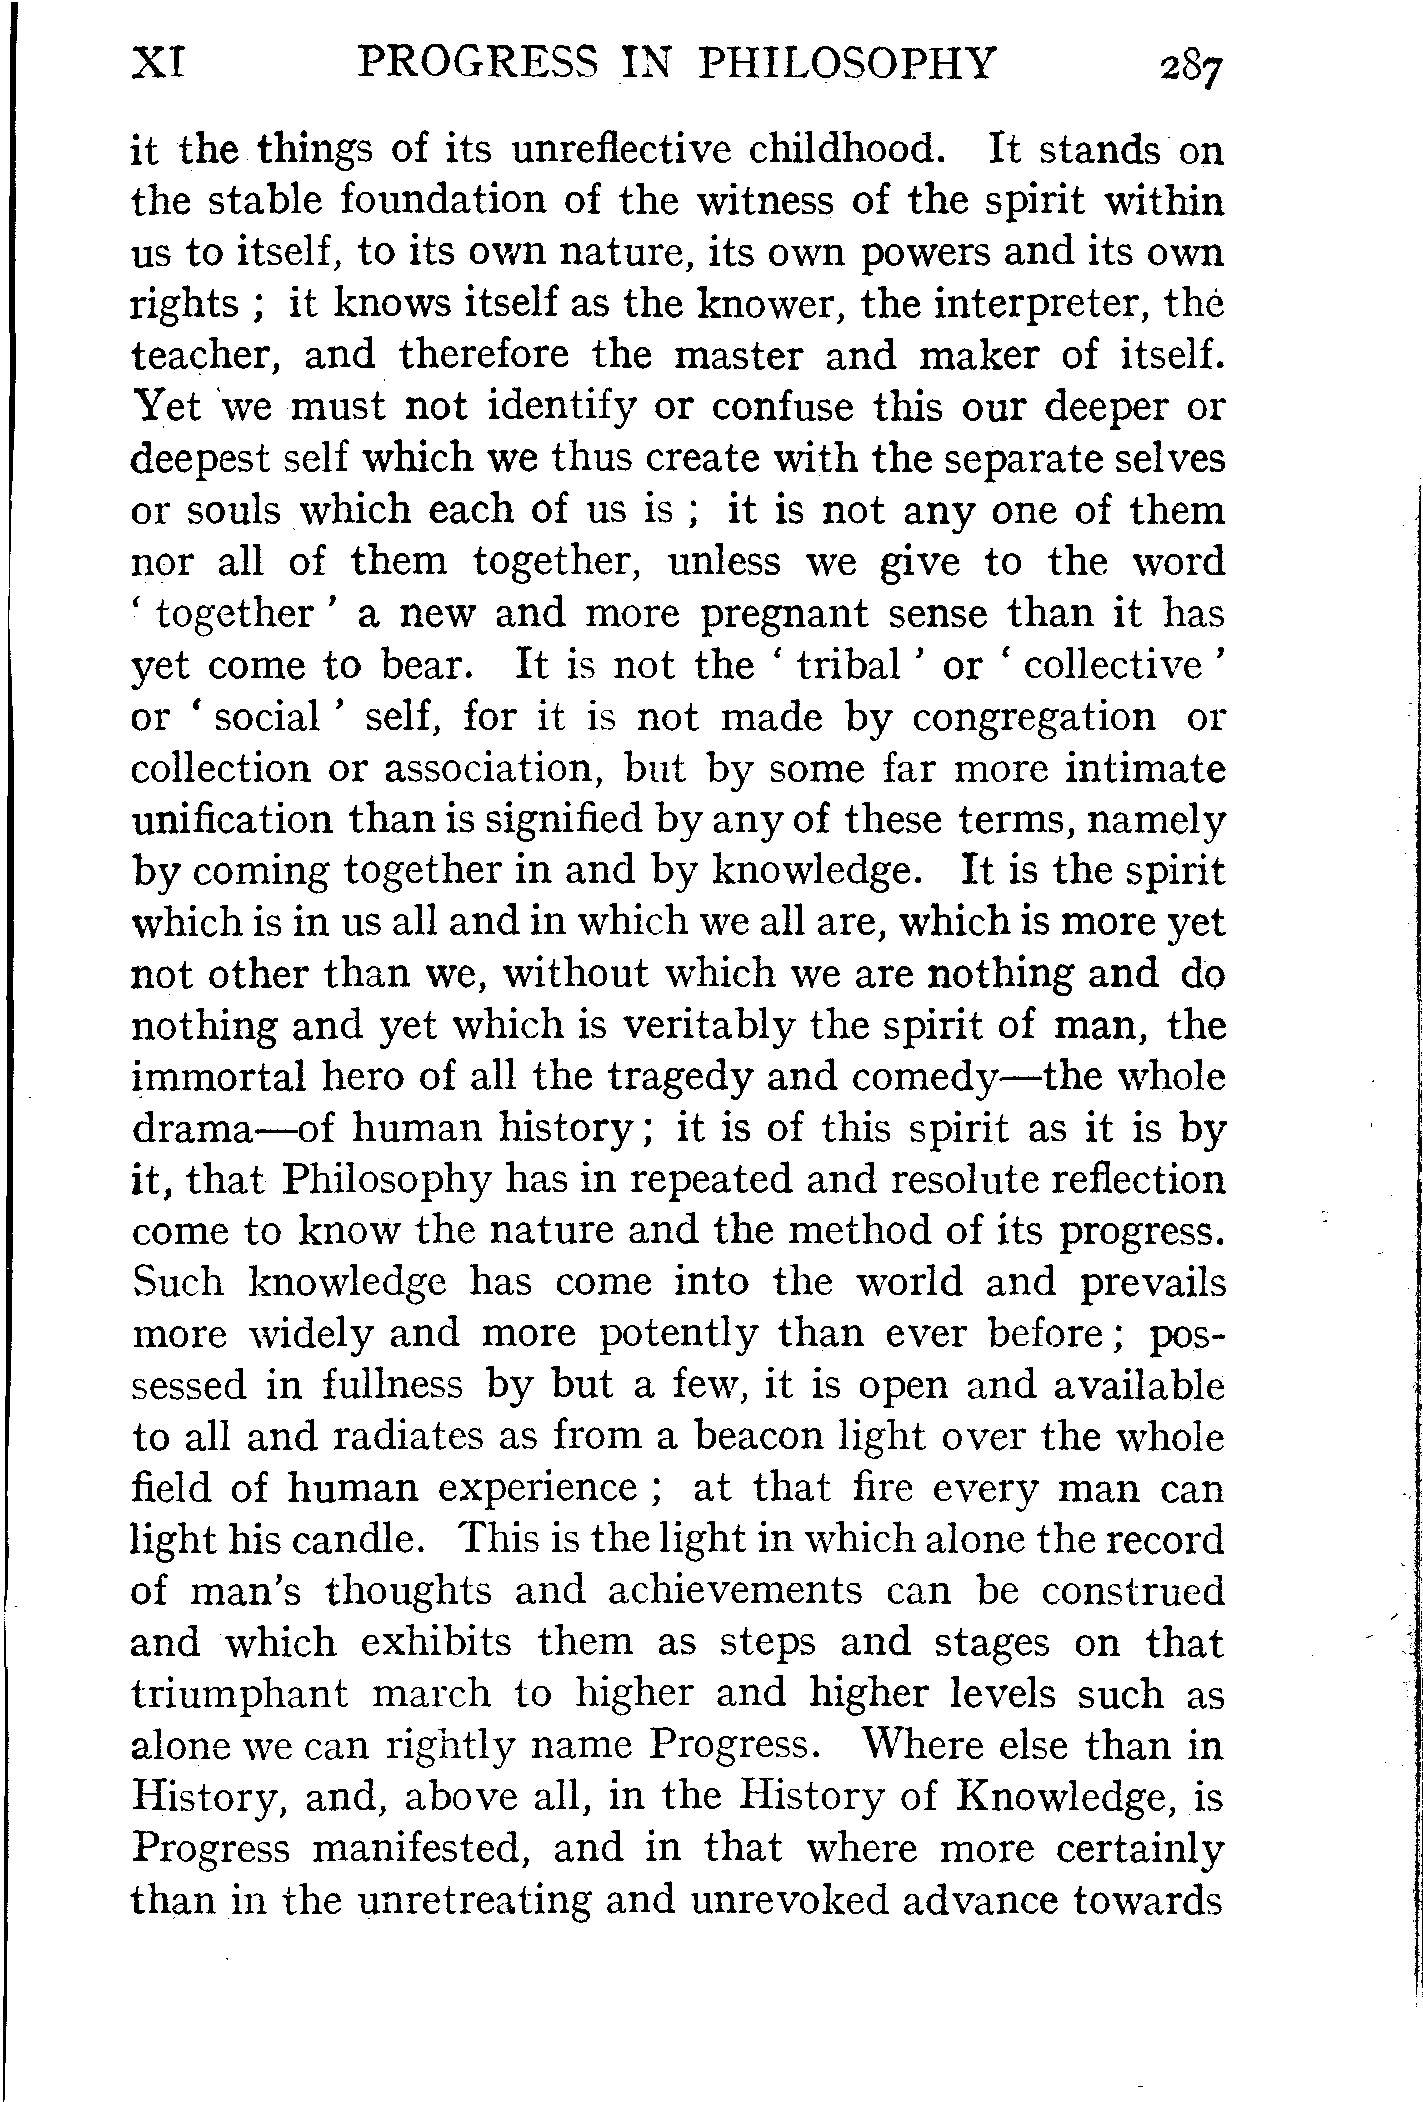 XI PROGRESS IN PHILOSOPHY 287
it the things of its unreflective childhood. It stands on
the stable foundation of the witness of the spirit within
us to itself, to its own nature, its own powers and its own
rights ; it knows itself as the knower, the interpreter, the
teacher, and therefore the master and maker of itself.
Yet we must not identify or confuse this our deeper or
deepest self which we thus create with the separate selves
or souls which each of us is ; it is not any one of them
nor all of them together, unless we give to the word
‘ together ’ a new and more pregnant sense than it has
yet come to bear. It is not the ‘ tribal ’ or ‘ collective ’
or ‘ social ’ self, for it is not made by congregation or
collection or association, but by some far more intimate
unification than is signified by any of these terms, namely
by coming together in and by knowledge. It is the spirit
which is in us all and in which we all are, which is more yet
not other than we, without which we are nothing and do
nothing and yet which is veritably the spirit of man, the
immortal hero of all the tragedy and comedy—the whole
drama—of human history ; it is of this spirit as it is by
it, that Philosophy has in repeated and resolute reflection
come to know the nature and the method of its progress.
Such knowledge has come into the world and prevails
more widely and more potently than ever before ; pos-
sessed in fullness by but a few, it is open and available
to all and radiates as from a beacon light over the whole
field of human experience ; at that fire every man can
light his candle. This is the light in which alone the record
of man's thoughts and achievements can be construed
and which exhibits them as steps and stages on that
triumphant march to higher and higher levels such as
alone we can rightly name Progress. Where else than in
History, and, above all, in the History of Knowledge, is
Progress manifested, and in that where more certainly
than in the unretreating and unrevoked advance towards